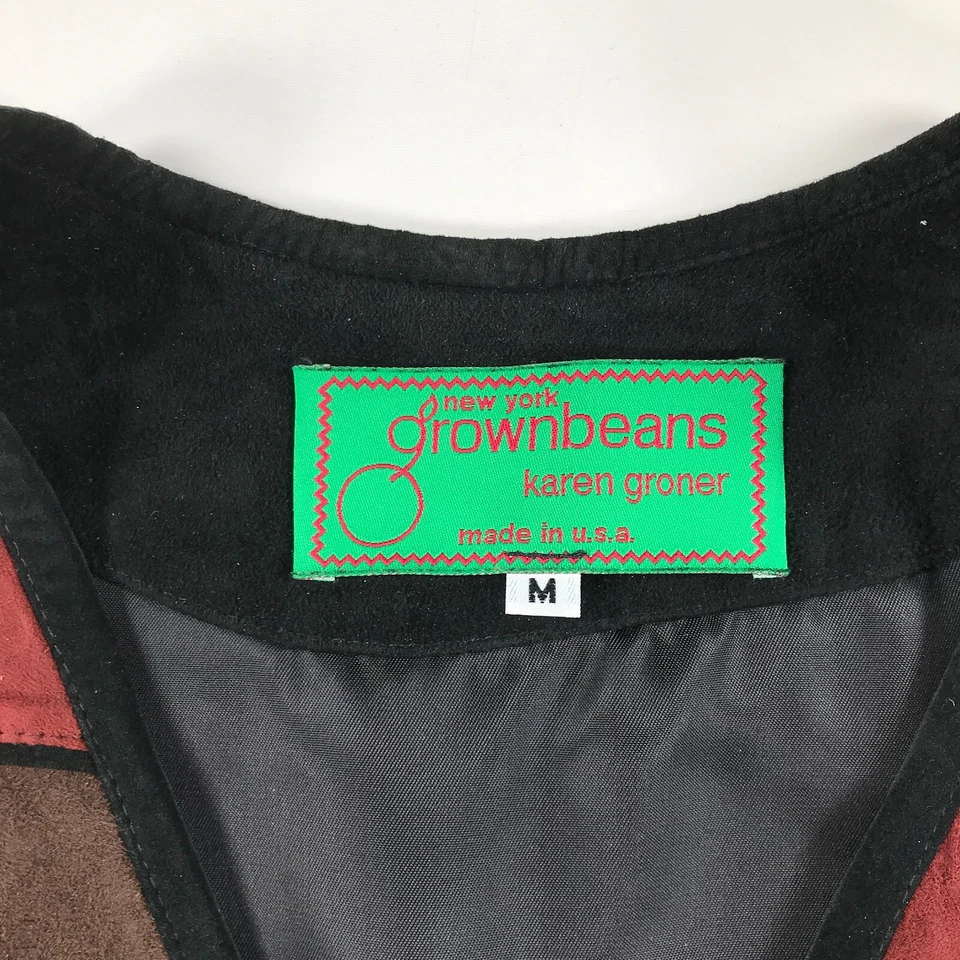 new york
grownbeans
karen groner
made in u.s.a.
M